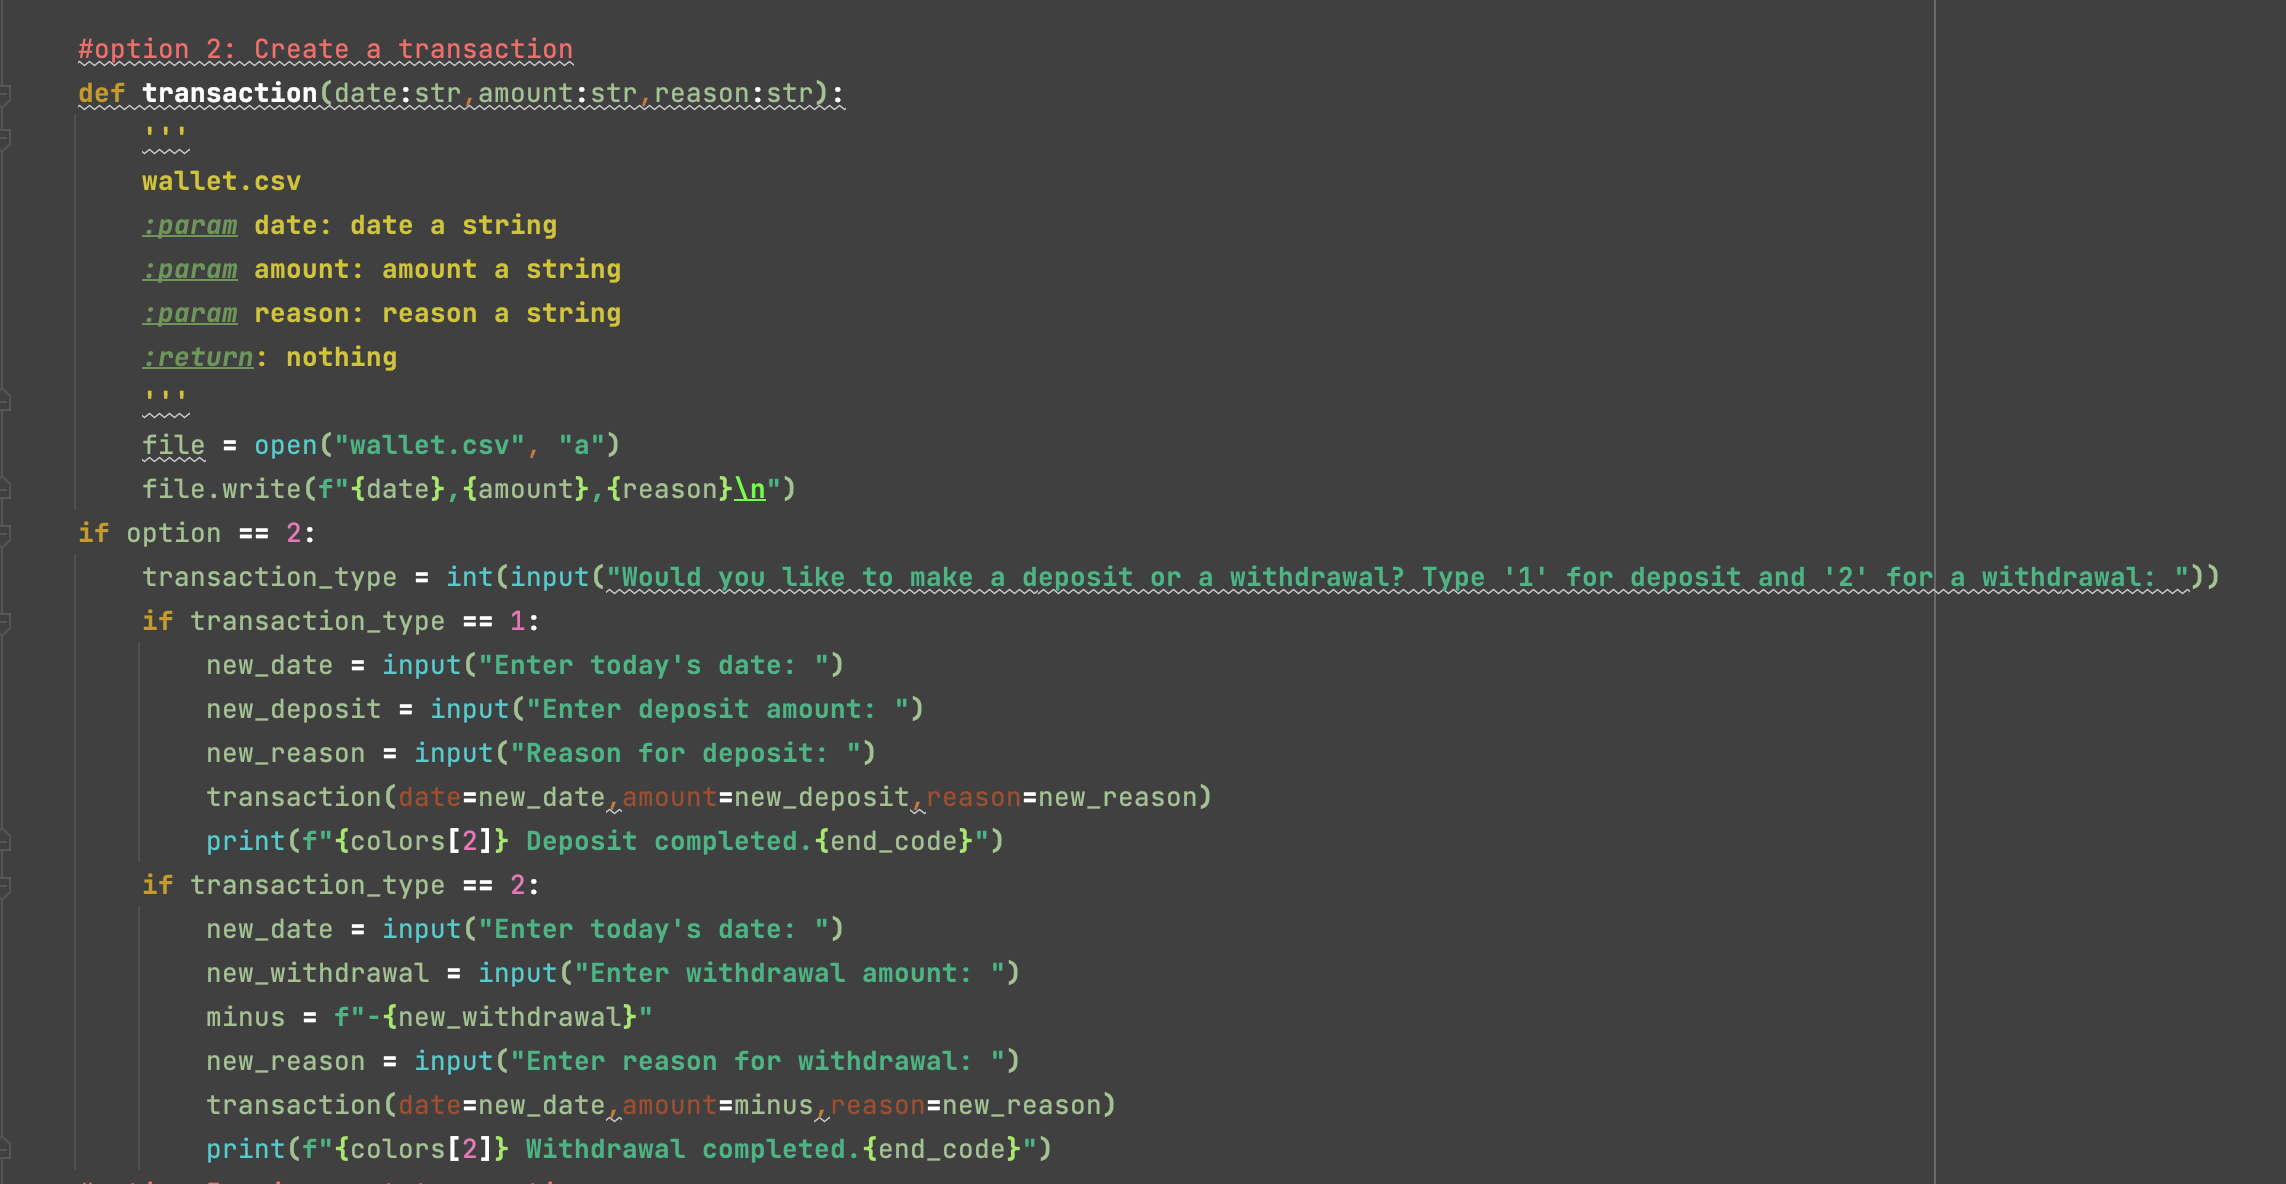 #option 2: Create a transaction
def transaction(date:str,amount:str,reason:str):
    '''
    wallet.csv
    :param date: date a string
    :param amount: amount a string
    :param reason: reason a string
    :return: nothing
    '''
    file = open("wallet.csv", "a")
    file.write(f"{date},{amount},{reason}\n")
if option == 2:
    transaction_type = int(input("Would you like to make a deposit or a withdrawal? Type '1' for deposit and '2' for a withdrawal: "))
    if transaction_type == 1:
        new_date = input("Enter today's date: ")
        new_deposit = input("Enter deposit amount: ")
        new_reason = input("Reason for deposit: ")
        transaction(date=new_date,amount=new_deposit,reason=new_reason)
        print(f"{colors[2]} Deposit completed.{end_code}")
    if transaction_type == 2:
        new_date = input("Enter today's date: ")
        new_withdrawal = input("Enter withdrawal amount: ")
        minus = f"-{new_withdrawal}"
        new_reason = input("Enter reason for withdrawal: ")
        transaction(date=new_date,amount=minus,reason=new_reason)
        print(f"{colors[2]} Withdrawal completed.{end_code}")